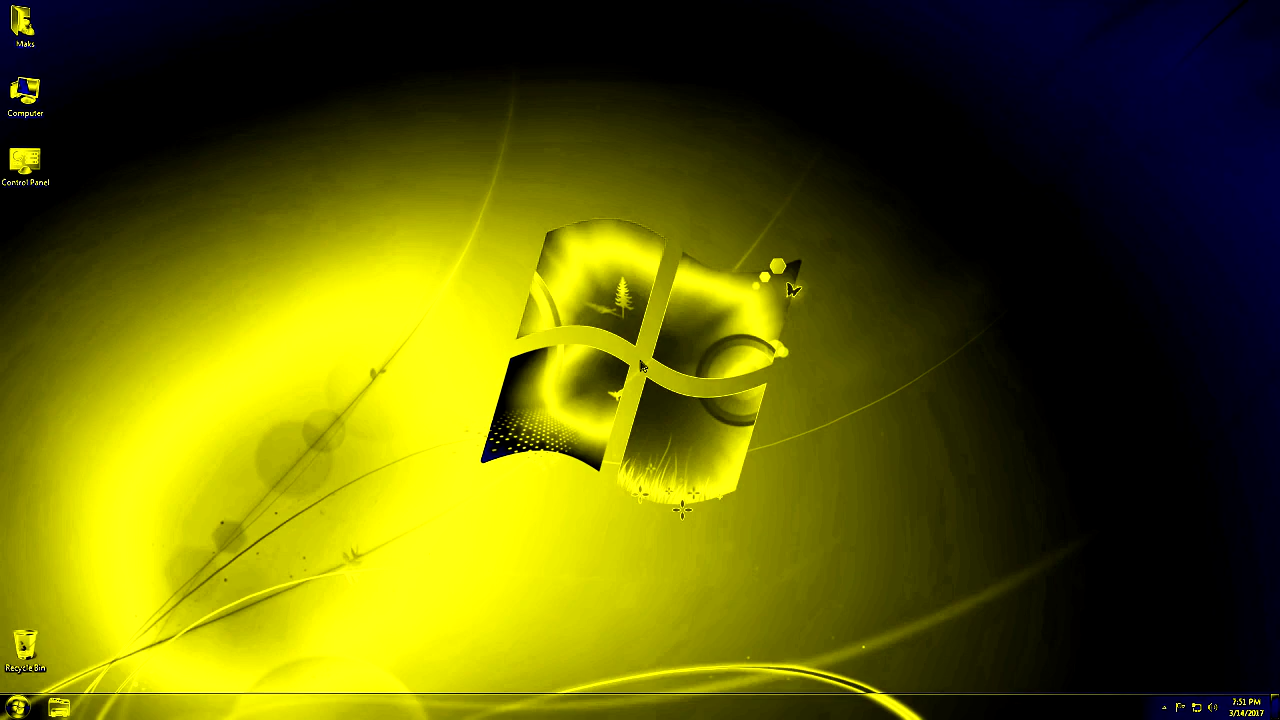 Maks
Computer
Control Panel
Recycle Bin
7:51 PM
3/14/2017